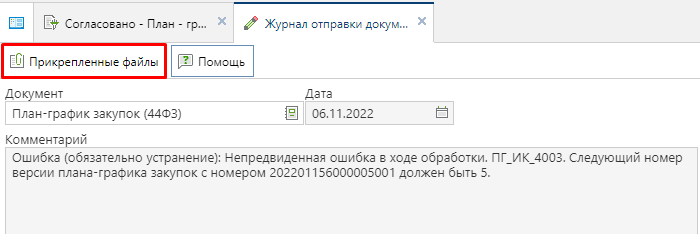 Согласовано - План - гр...
Журнал отправки докум...
Прикрепленные файлы
Помощь
Документ
Дата
План-график закупок (44ФЗ)
06.11.2022
Комментарий
Ошибка (обязательно устранение): Непредвиденная ошибка в ходе обработки. ПГ_ИК_4003. Следующий номер
версии плана-графика закупок с номером 202201156000005001 должен быть 5.